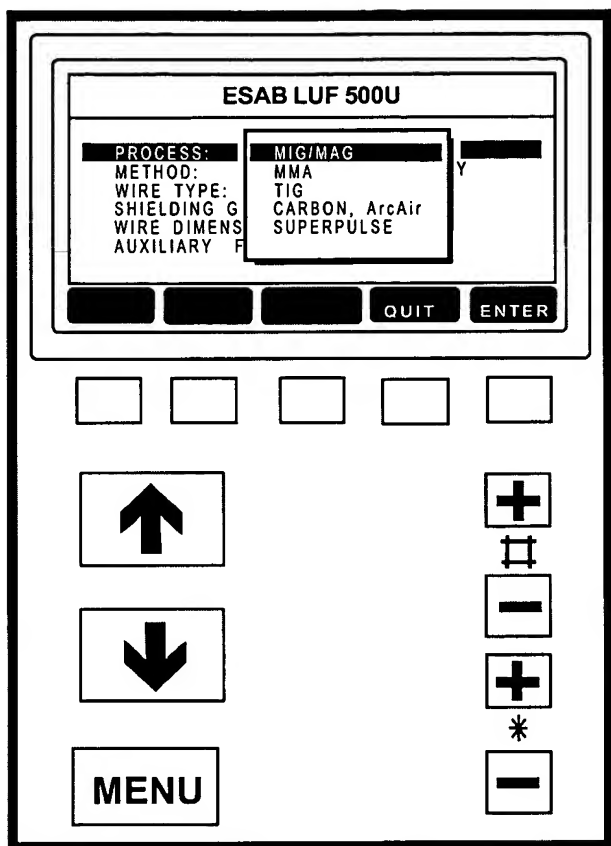 ESAB LUF 500U
PROCESS: MIG/MAG
METHOD: MMA Y
WIRE TYPE: TIG
SHIELDING G CARBON, ArcAir
WIRE DIMENS SUPERPULSE
AUXILIARY F
QUIT ENTER
+
#
−
+
*
−
MENU